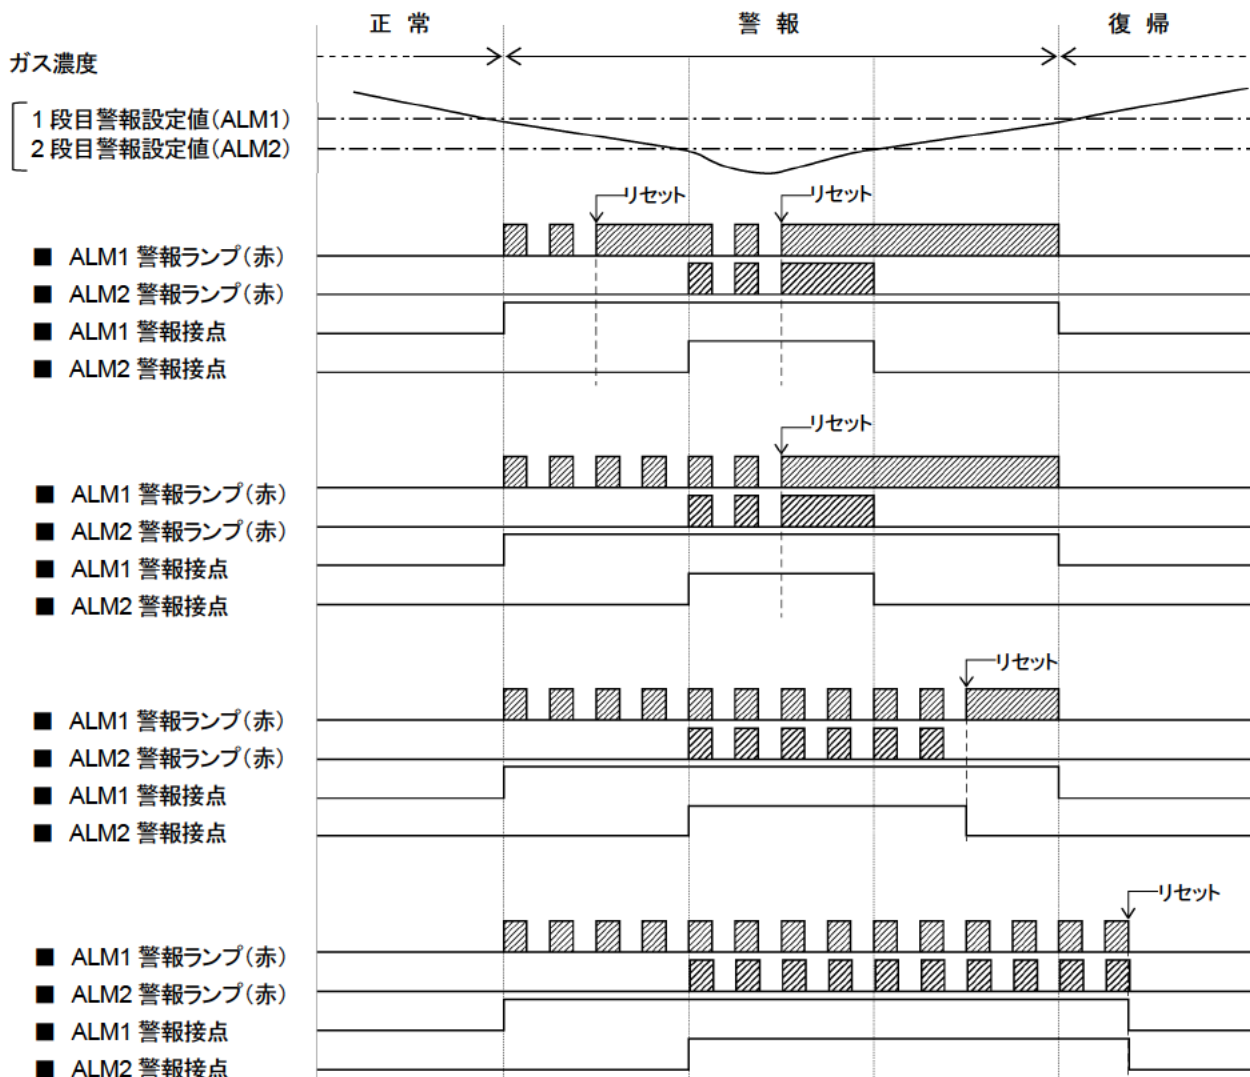 正 常 警 報 復 帰
ガス濃度
1 段目警報設定値(ALM1)
2 段目警報設定値(ALM2)
リセット リセット
■ ALM1 警報ランプ(赤)
■ ALM2 警報ランプ(赤)
■ ALM1 警報接点
■ ALM2 警報接点
リセット
■ ALM1 警報ランプ(赤)
■ ALM2 警報ランプ(赤)
■ ALM1 警報接点
■ ALM2 警報接点
リセット
■ ALM1 警報ランプ(赤)
■ ALM2 警報ランプ(赤)
■ ALM1 警報接点
■ ALM2 警報接点
リセット
■ ALM1 警報ランプ(赤)
■ ALM2 警報ランプ(赤)
■ ALM1 警報接点
■ ALM2 警報接点